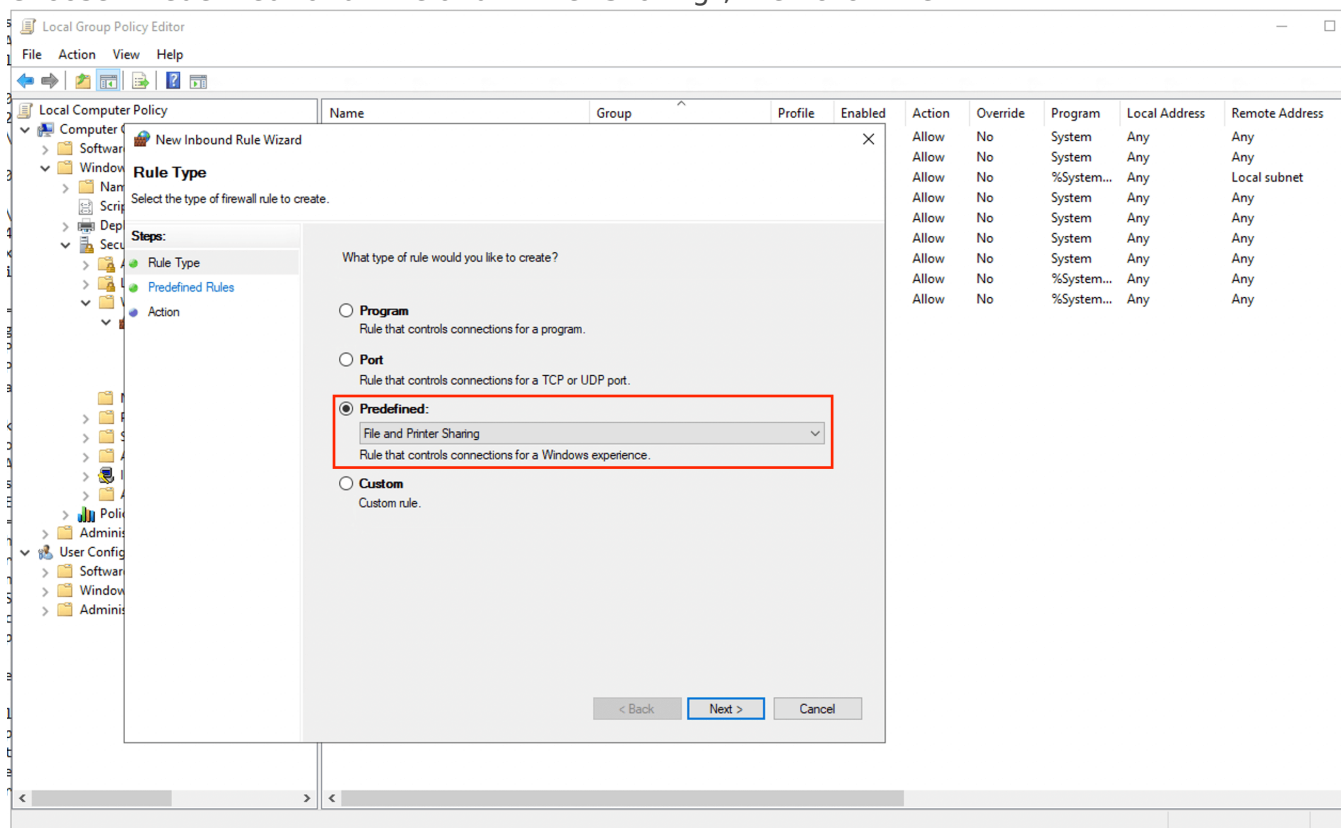 Local Group Policy Editor
File Action View Help
Local Computer Policy
Computer
Softwar
Window
Nam
Scrip
Depl
Secu
Polic
Adminis
User Config
Softwar
Window
Adminis
Name Group Profile Enabled Action Override Program Local Address Remote Address
Allow No System Any Any
Allow No System Any Any
Allow No %System... Any Local subnet
Allow No System Any Any
Allow No System Any Any
Allow No System Any Any
Allow No System Any Any
Allow No %System... Any Any
Allow No %System... Any Any
New Inbound Rule Wizard
Rule Type
Select the type of firewall rule to create.
Steps:
Rule Type
Predefined Rules
Action
What type of rule would you like to create?
Program
Rule that controls connections for a program.
Port
Rule that controls connections for a TCP or UDP port.
Predefined:
File and Printer Sharing
Rule that controls connections for a Windows experience.
Custom
Custom rule.
< Back Next > Cancel